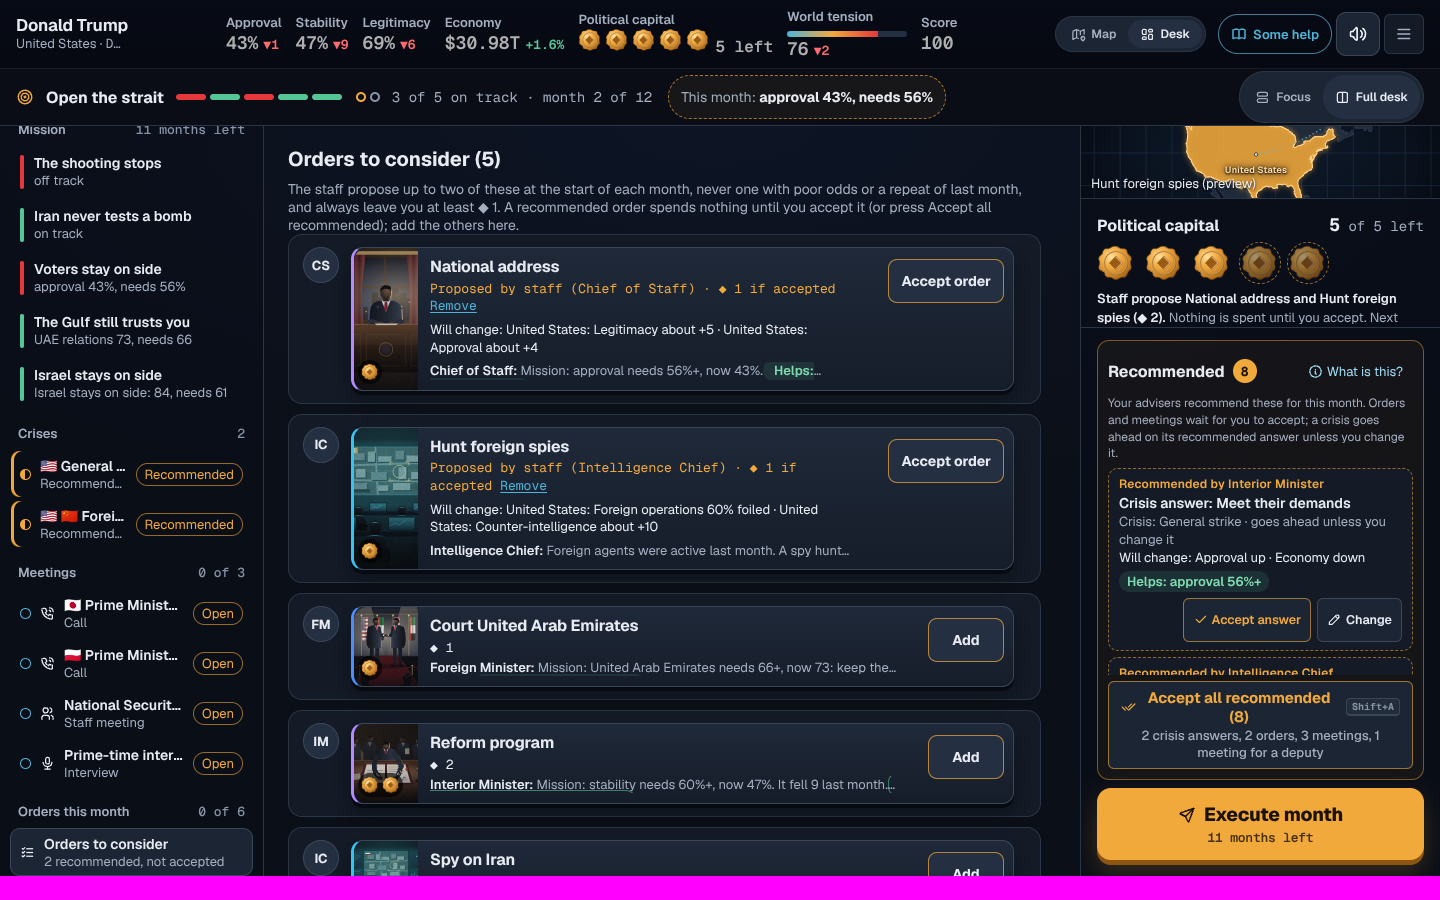 Donald Trump
United States · D...
Approval
43% ▼1
Stability
47% ▼9
Legitimacy
69% ▼6
Economy
$30.98T +1.6%
Political capital
5 left
World tension
76 ▼2
Score
100
Map
Desk
Some help
Open the strait
3 of 5 on track · month 2 of 12
This month: approval 43%, needs 56%
Focus
Full desk
Mission
11 months left
The shooting stops
off track
Iran never tests a bomb
on track
Voters stay on side
approval 43%, needs 56%
The Gulf still trusts you
UAE relations 73, needs 66
Israel stays on side
Israel stays on side: 84, needs 61
Crises
2
General ...
Recommend...
Recommended
Forei...
Recommend...
Recommended
Meetings
0 of 3
Prime Minist...
Call
Open
Prime Minist...
Call
Open
National Securit...
Staff meeting
Open
Prime-time inter...
Interview
Open
Orders this month
0 of 6
Orders to consider
2 recommended, not accepted
Orders to consider (5)
The staff propose up to two of these at the start of each month, never one with poor odds or a repeat of last month,
and always leave you at least ◆ 1. A recommended order spends nothing until you accept it (or press Accept all
recommended); add the others here.
CS
National address
Proposed by staff (Chief of Staff) · ◆ 1 if accepted
Remove
Will change: United States: Legitimacy about +5 · United States:
Approval about +4
Chief of Staff: Mission: approval needs 56%+, now 43%. Helps:...
Accept order
IC
Hunt foreign spies
Proposed by staff (Intelligence Chief) · ◆ 1 if
accepted Remove
Will change: United States: Foreign operations 60% foiled · United
States: Counter-intelligence about +10
Intelligence Chief: Foreign agents were active last month. A spy hunt...
Accept order
FM
Court United Arab Emirates
◆ 1
Foreign Minister: Mission: United Arab Emirates needs 66+, now 73: keep the...
Add
IM
Reform program
◆ 2
Interior Minister: Mission: stability needs 60%+, now 47%. It fell 9 last month. (...
Add
IC
Spy on Iran
Add
United States
Hunt foreign spies (preview)
Political capital
5 of 5 left
Staff propose National address and Hunt foreign
spies (◆ 2). Nothing is spent until you accept. Next
Recommended 8
What is this?
Your advisers recommend these for this month. Orders
and meetings wait for you to accept; a crisis goes
ahead on its recommended answer unless you change
it.
Recommended by Interior Minister
Crisis answer: Meet their demands
Crisis: General strike · goes ahead unless you
change it
Will change: Approval up · Economy down
Helps: approval 56%+
Accept answer
Change
Recommended by Intelligence Chief
Accept all recommended
(8)
Shift+A
2 crisis answers, 2 orders, 3 meetings, 1
meeting for a deputy
Execute month
11 months left